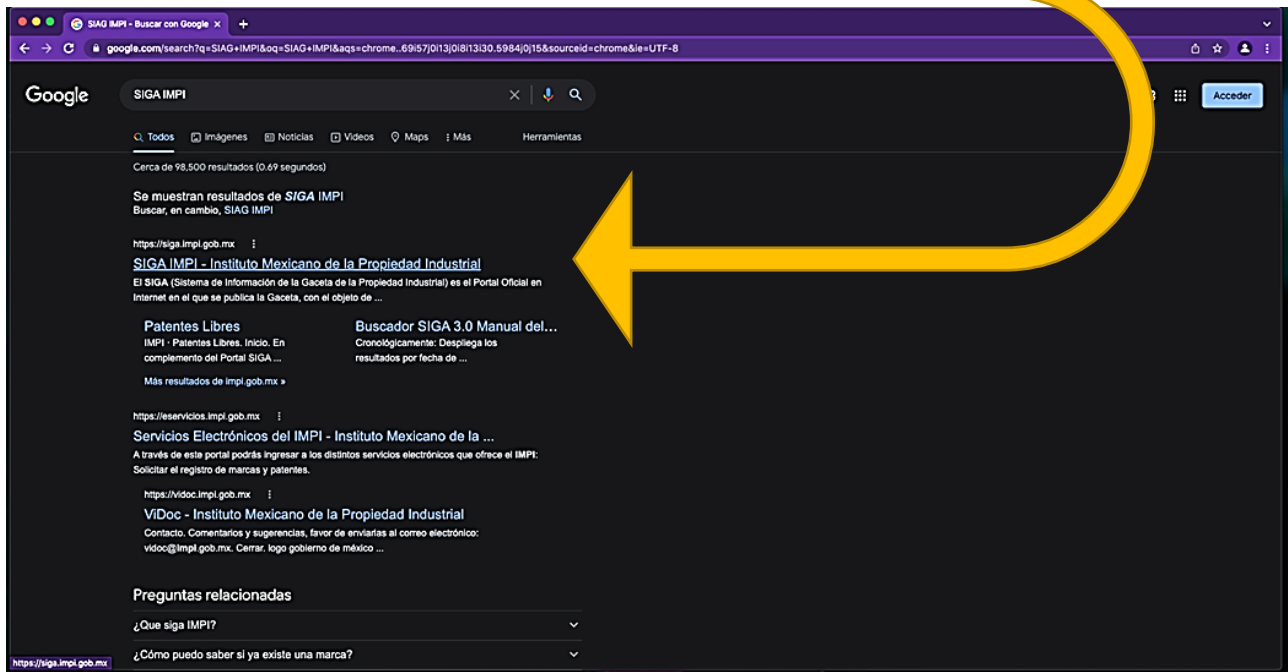 SIAG IMPI - Buscar con Google
google.com/search?q=SIAG+IMPI&oq=SIAG+IMPI&aqs=chrome..69i57j0i13j0i8i13i30.5984j0j15&sourceid=chrome&ie=UTF-8
Google
SIGA IMPI
Acceder
Todos Imágenes Noticias Videos Maps Más Herramientas
Cerca de 98,500 resultados (0.69 segundos)
Se muestran resultados de SIGA IMPI
Buscar, en cambio, SIAG IMPI
https://siga.impi.gob.mx
SIGA IMPI - Instituto Mexicano de la Propiedad Industrial
El SIGA (Sistema de Información de la Gaceta de la Propiedad Industrial) es el Portal Oficial en
Internet en el que se publica la Gaceta, con el objeto de ...
Patentes Libres
IMPI · Patentes Libres. Inicio. En
complemento del Portal SIGA ...
Buscador SIGA 3.0 Manual del...
Cronológicamente: Despliega los
resultados por fecha de ...
Más resultados de impi.gob.mx »
https://eservicios.impi.gob.mx
Servicios Electrónicos del IMPI - Instituto Mexicano de la ...
A través de este portal podrás ingresar a los distintos servicios electrónicos que ofrece el IMPI:
Solicitar el registro de marcas y patentes.
https://vidoc.impi.gob.mx
ViDoc - Instituto Mexicano de la Propiedad Industrial
Contacto. Comentarios y sugerencias, favor de enviarlas al correo electrónico:
vidoc@impi.gob.mx. Cerrar. logo gobierno de méxico ...
Preguntas relacionadas
¿Que siga IMPI?
¿Cómo puedo saber si ya existe una marca?
https://siga.impi.gob.mx